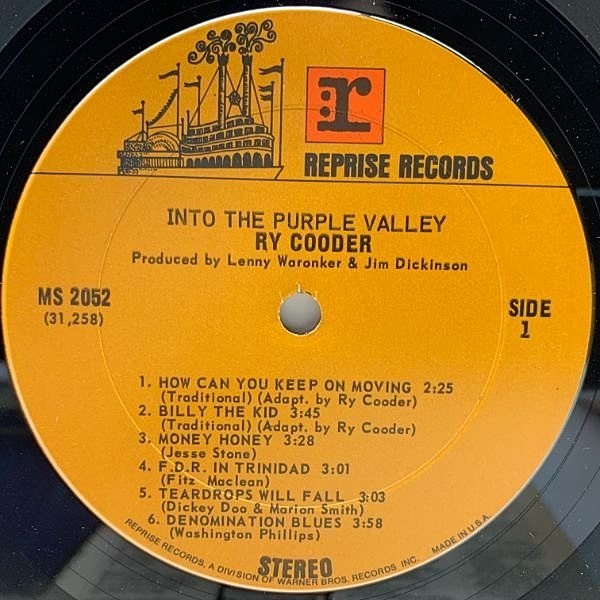 r
REPRISE RECORDS
INTO THE PURPLE VALLEY
RY COODER
Produced by Lenny Waronker & Jim Dickinson
MS 2052
(31,258)
SIDE
1
1. HOW CAN YOU KEEP ON MOVING 2:25
(Traditional) (Adapt. by Ry Cooder)
2. BILLY THE KID 3:45
(Traditional) (Adapt. by Ry Cooder)
3. MONEY HONEY 3:28
(Jesse Stone)
4. F.D.R. IN TRINIDAD 3:01
(Fitz Maclean)
5. TEARDROPS WILL FALL 3:03
(Dickey Doo & Marion Smith)
6. DENOMINATION BLUES 3:58
(Washington Phillips)
STEREO
REPRISE RECORDS, A DIVISION OF WARNER BROS. RECORDS INC. MADE IN U.S.A.